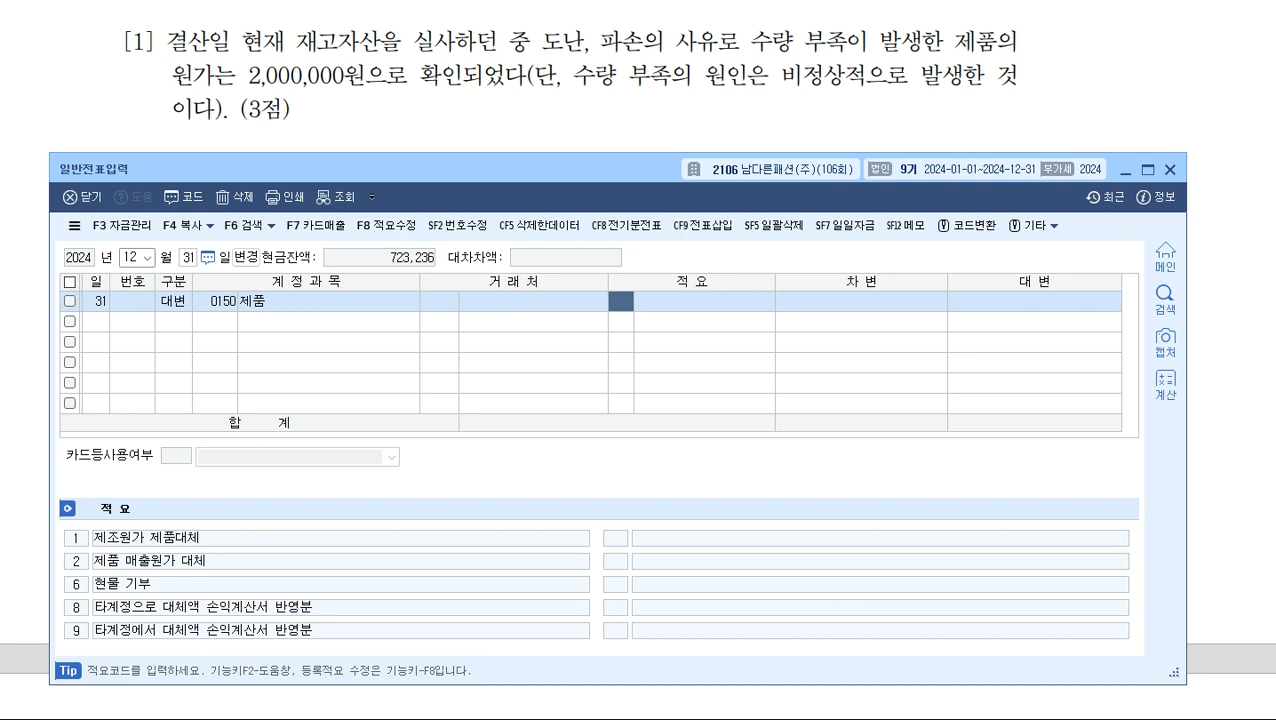 [1] 결산일 현재 재고자산을 실사하던 중 도난, 파손의 사유로 수량 부족이 발생한 제품의
원가는 2,000,000원으로 확인되었다(단, 수량 부족의 원인은 비정상적으로 발생한 것
이다). (3점)
일반전표입력 2106 남다른패션(주)(106회) 법인 9기 2024-01-01~2024-12-31 부가세 2024
닫기 도움 코드 삭제 인쇄 조회 최근 정보
F3 자금관리 F4 복사 F6 검색 F7 카드매출 F8 적요수정 SF2 번호수정 CF5 삭제한데이터 CF8 전기분전표 CF9 전표삽입 SF5 일괄삭제 SF7 일일자금 SF12 메모 코드변환 기타
2024 년 12 월 31 일 변경 현금잔액: 723,236 대차차액:
일 번호 구분 계 정 과 목 거 래 처 적 요 차 변 대 변
31 대변 0150 제품
합 계
카드등사용여부
적 요
1 제조원가 제품대체
2 제품 매출원가 대체
6 현물 기부
8 타계정으로 대체액 손익계산서 반영분
9 타계정에서 대체액 손익계산서 반영분
Tip 적요코드를 입력하세요. 기능키F2-도움창, 등록적요 수정은 기능키-F8입니다.
메인
검색
캡처
계산